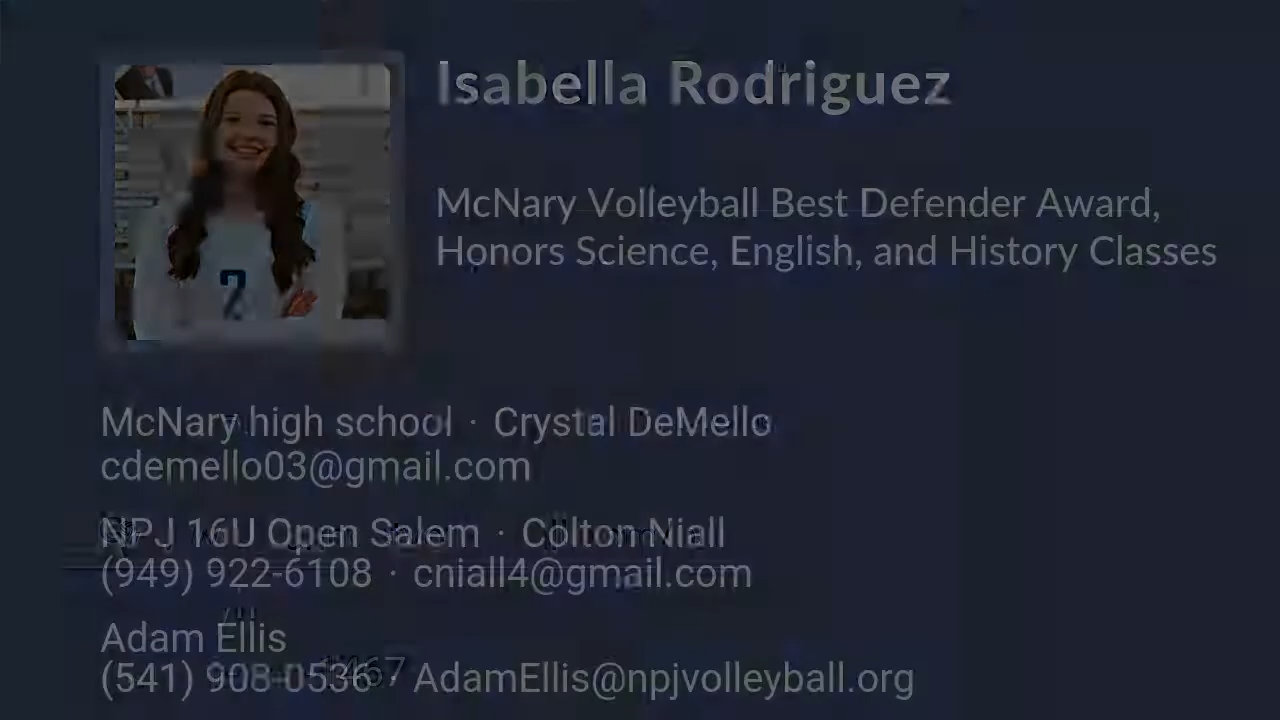 Isabella Rodriguez
McNary Volleyball Best Defender Award,
Honors Science, English, and History Classes
McNary high school · Crystal DeMello
cdemello03@gmail.com
NPJ 16U Open Salem · Colton Niall
(949) 922-6108 · cniall4@gmail.com
Adam Ellis
(541) 908-0536 · AdamEllis@npjvolleyball.org